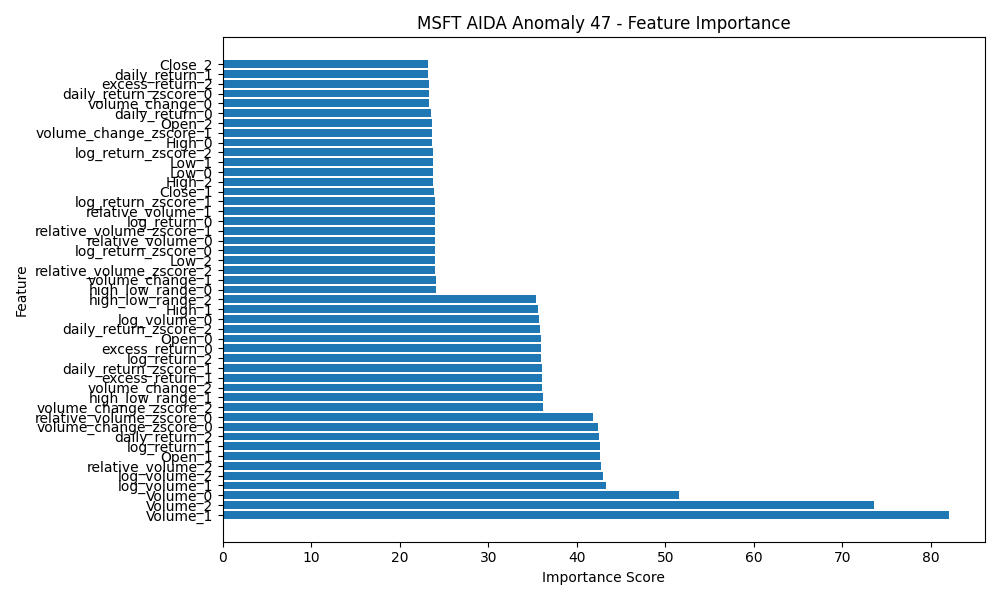 MSFT AIDA Anomaly 47 - Feature Importance
Close_2
daily_return_1
excess_return_2
daily_return_zscore_0
volume_change_0
daily_return_0
Open_2
volume_change_zscore_1
High_0
log_return_zscore_2
Low_1
Low_0
High_2
Close_1
log_return_zscore_1
relative_volume_1
log_return_0
relative_volume_zscore_1
relative_volume_0
log_return_zscore_0
Low_2
relative_volume_zscore_2
volume_change_1
high_low_range_0
high_low_range_2
High_1
log_volume_0
daily_return_zscore_2
Open_0
excess_return_0
log_return_2
daily_return_zscore_1
excess_return_1
volume_change_2
high_low_range_1
volume_change_zscore_2
relative_volume_zscore_0
volume_change_zscore_0
daily_return_2
log_return_1
Open_1
relative_volume_2
log_volume_2
log_volume_1
Volume_0
Volume_2
Volume_1
Feature
0 10 20 30 40 50 60 70 80
Importance Score